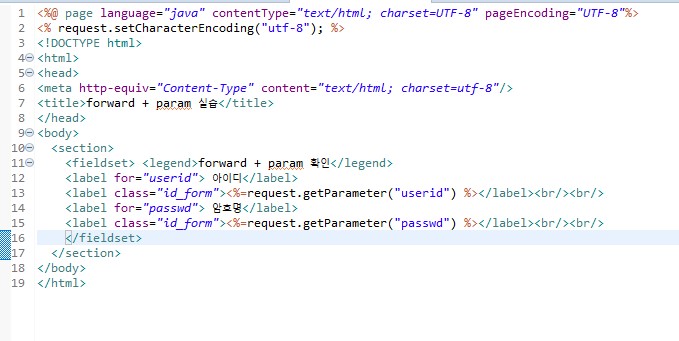 1 <%@ page language="java" contentType="text/html; charset=UTF-8" pageEncoding="UTF-8"%>
2 <% request.setCharacterEncoding("utf-8"); %>
3 <!DOCTYPE html>
4 <html>
5 <head>
6 <meta http-equiv="Content-Type" content="text/html; charset=utf-8"/>
7 <title>forward + param 실습</title>
8 </head>
9 <body>
10 <section>
11 <fieldset> <legend>forward + param 확인</legend>
12 <label for="userid"> 아이디</label>
13 <label class="id_form"><%=request.getParameter("userid") %></label><br/><br/>
14 <label for="passwd"> 암호명</label>
15 <label class="id_form"><%=request.getParameter("passwd") %></label><br/><br/>
16 </fieldset>
17 </section>
18 </body>
19 </html>